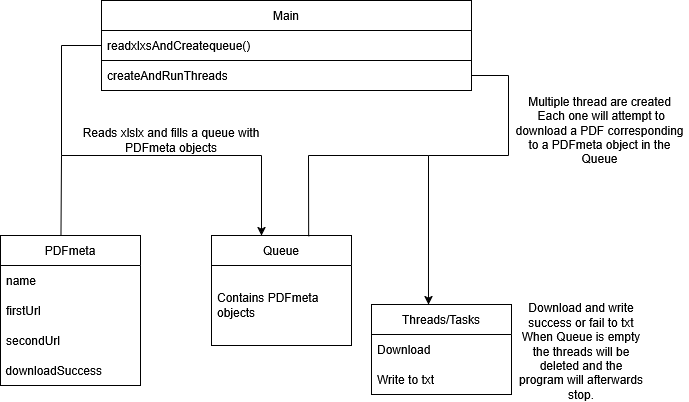 Main
readxlxsAndCreatequeue()
createAndRunThreads
Multiple thread are created
Each one will attempt to
download a PDF corresponding
to a PDFmeta object in the
Queue
Reads xlslx and fills a queue with
PDFmeta objects
PDFmeta
name
firstUrl
secondUrl
downloadSuccess
Queue
Contains PDFmeta
objects
Threads/Tasks
Download
Write to txt
Download and write
success or fail to txt
When Queue is empty
the threads will be
deleted and the
program will afterwards
stop.